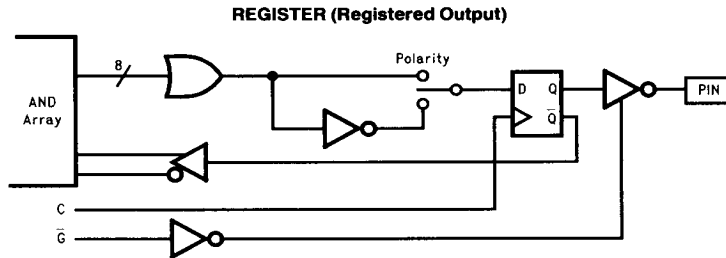 REGISTER (Registered Output)
Polarity
8
AND
Array
D
Q
Q̅
PIN
C
G̅